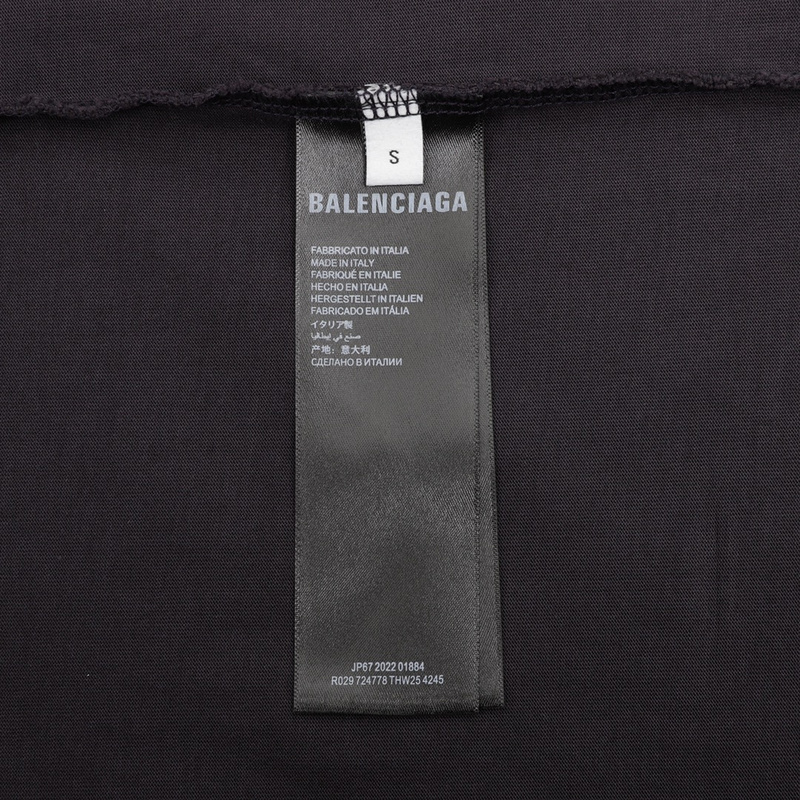 S
BALENCIAGA
FABBRICATO IN ITALIA
MADE IN ITALY
FABRIQUÉ EN ITALIE
HECHO EN ITALIA
HERGESTELLT IN ITALIEN
FABRICADO EM ITÁLIA
イタリア製
صنع في إيطاليا
产地：意大利
СДЕЛАНО В ИТАЛИИ
JP67 2022 01884
R029 724778 THW25 4245